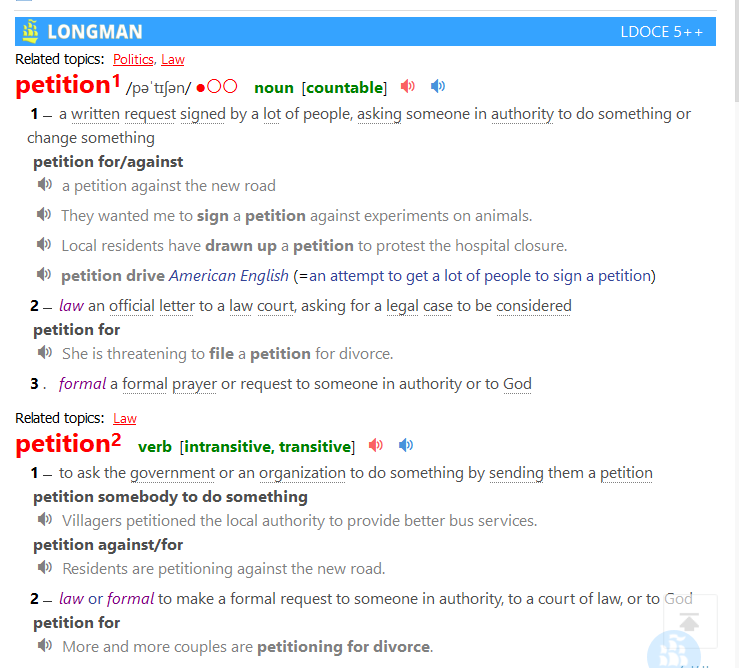 LONGMAN LDOCE 5++
Related topics: Politics, Law
petition1 /pəˈtɪʃən/ ●○○ noun [countable]
1 – a written request signed by a lot of people, asking someone in authority to do something or
change something
petition for/against
a petition against the new road
They wanted me to sign a petition against experiments on animals.
Local residents have drawn up a petition to protest the hospital closure.
petition drive American English (=an attempt to get a lot of people to sign a petition)
2 – law an official letter to a law court, asking for a legal case to be considered
petition for
She is threatening to file a petition for divorce.
3 . formal a formal prayer or request to someone in authority or to God
Related topics: Law
petition2 verb [intransitive, transitive]
1 – to ask the government or an organization to do something by sending them a petition
petition somebody to do something
Villagers petitioned the local authority to provide better bus services.
petition against/for
Residents are petitioning against the new road.
2 – law or formal to make a formal request to someone in authority, to a court of law, or to God
petition for
More and more couples are petitioning for divorce.